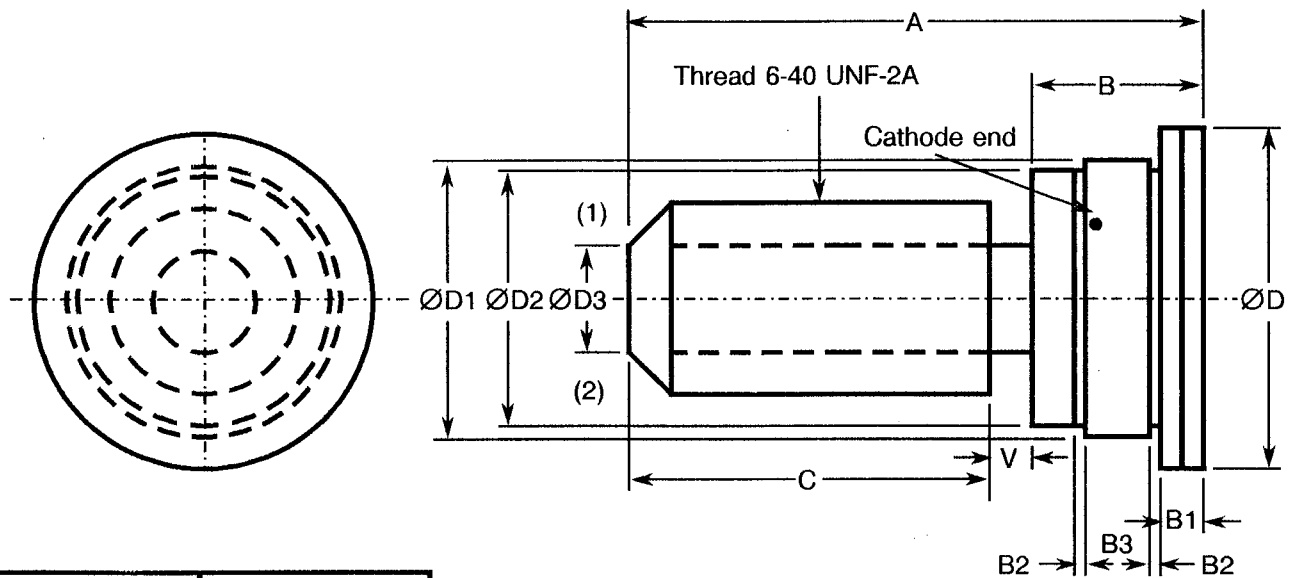 A
Thread 6-40 UNF-2A
B
Cathode end
(1)
ØD1 ØD2 ØD3 ØD
(2)
V
C
B1
B2 B3 B2